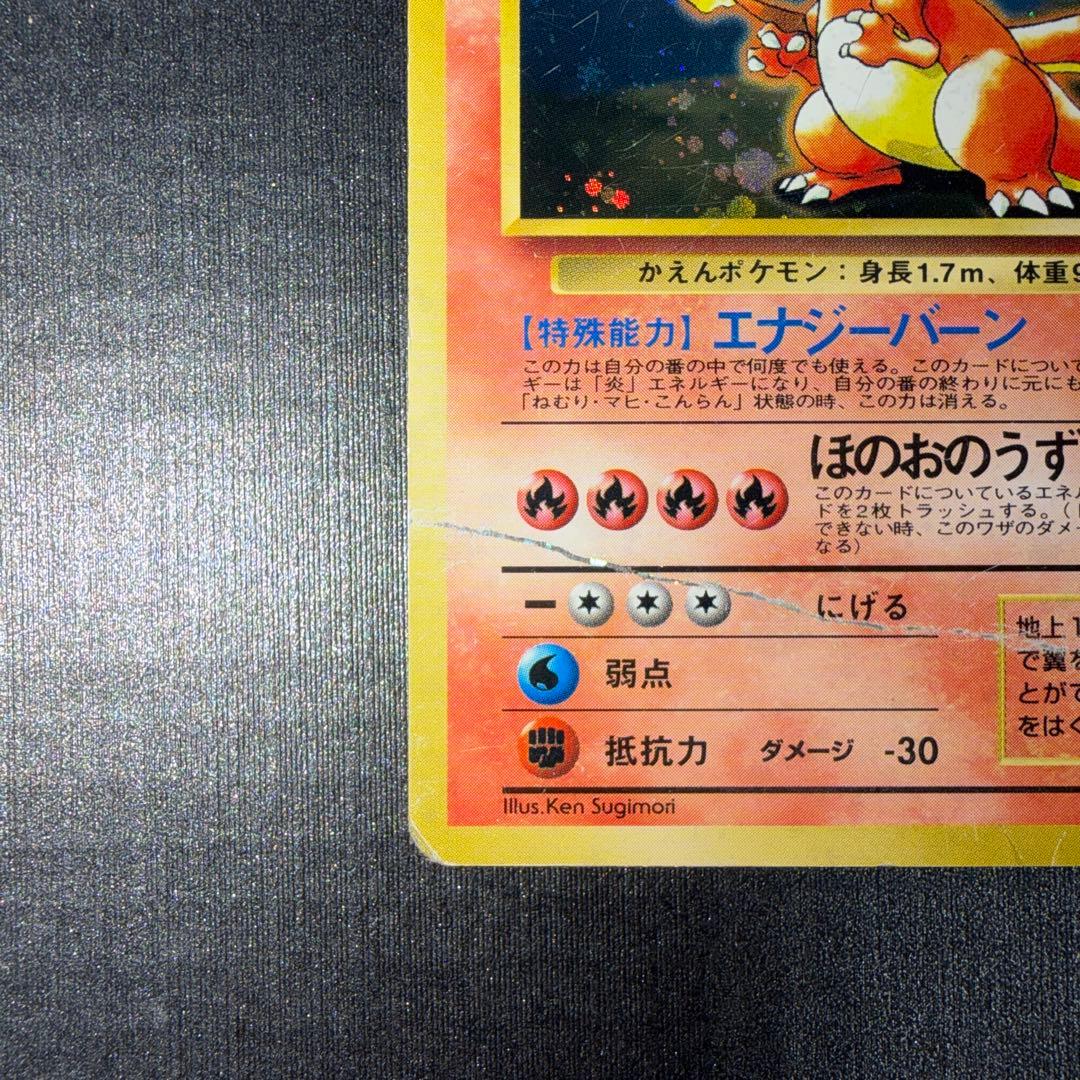 かえんポケモン：身長1.7m、体重9
【特殊能力】エナジーバーン
この力は自分の番の中で何度でも使える。このカードについて
ギーは「炎」エネルギーになり、自分の番の終わりに元にも
「ねむり・マヒ・こんらん」状態の時、この力は消える。
ほのおのうず
このカードについているエネル
ドを2枚トラッシュする。(
できない時、このワザのダメー
なる)
ー にげる
地上1
で翼を
弱点
とがで
をはく
抵抗力 ダメージ -30
Illus.Ken Sugimori